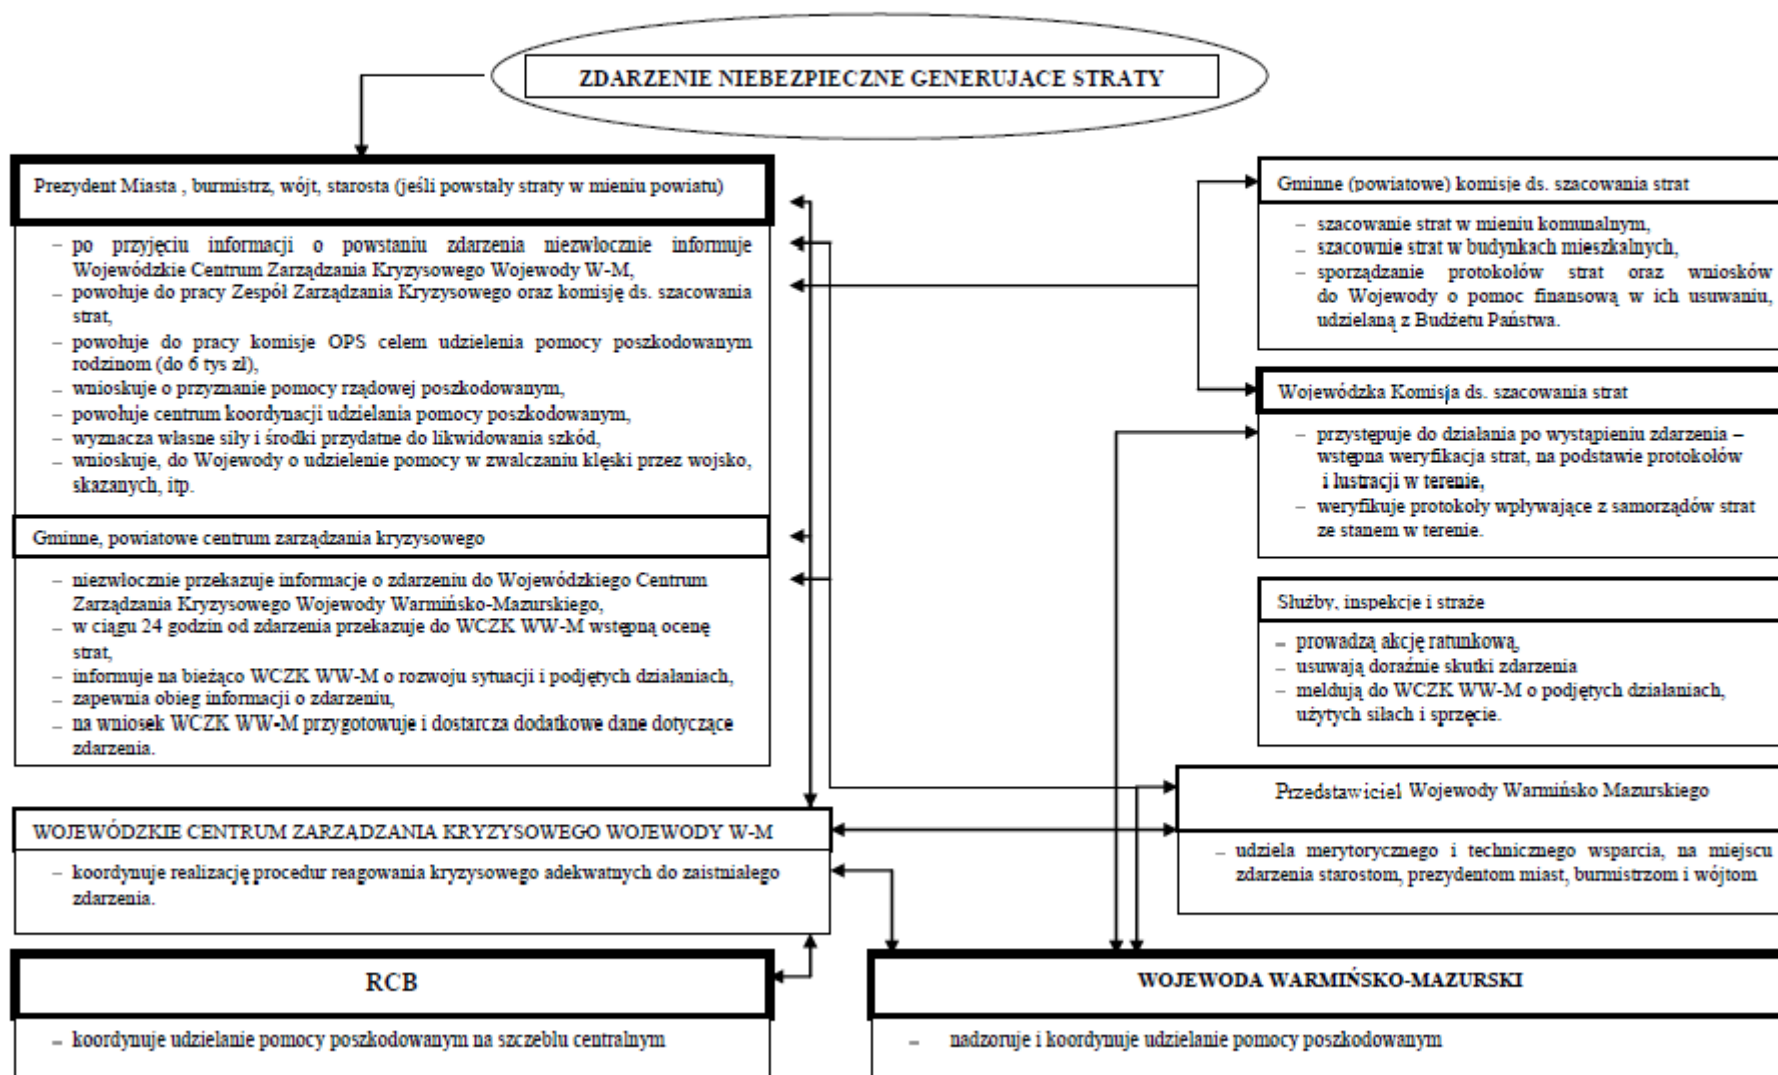 ZDARZENIE NIEBEZPIECZNE GENERUJACE STRATY
Prezydent Miasta , burmistrz, wójt, starosta (jeśli powstały straty w mieniu powiatu)
– po przyjęciu informacji o powstaniu zdarzenia niezwłocznie informuje
Wojewódzkie Centrum Zarządzania Kryzysowego Wojewody W-M,
– powołuje do pracy Zespół Zarządzania Kryzysowego oraz komisję ds. szacowania
strat,
– powołuje do pracy komisje OPS celem udzielenia pomocy poszkodowanym
rodzinom (do 6 tys zł),
– wnioskuje o przyznanie pomocy rządowej poszkodowanym,
– powołuje centrum koordynacji udzielania pomocy poszkodowanym,
– wyznacza własne siły i środki przydatne do likwidowania szkód,
– wnioskuje, do Wojewody o udzielenie pomocy w zwalczaniu klęski przez wojsko,
skazanych, itp.
Gminne, powiatowe centrum zarządzania kryzysowego
– niezwłocznie przekazuje informacje o zdarzeniu do Wojewódzkiego Centrum
Zarządzania Kryzysowego Wojewody Warmińsko-Mazurskiego,
– w ciągu 24 godzin od zdarzenia przekazuje do WCZK WW-M wstępną ocenę
strat,
– informuje na bieżąco WCZK WW-M o rozwoju sytuacji i podjętych działaniach,
– zapewnia obieg informacji o zdarzeniu,
– na wniosek WCZK WW-M przygotowuje i dostarcza dodatkowe dane dotyczące
zdarzenia.
WOJEWÓDZKIE CENTRUM ZARZĄDZANIA KRYZYSOWEGO WOJEWODY W-M
– koordynuje realizację procedur reagowania kryzysowego adekwatnych do zaistniałego
zdarzenia.
RCB
– koordynuje udzielanie pomocy poszkodowanym na szczeblu centralnym
Gminne (powiatowe) komisje ds. szacowania strat
– szacowanie strat w mieniu komunalnym,
– szacownie strat w budynkach mieszkalnych,
– sporządzanie protokołów strat oraz wniosków
do Wojewody o pomoc finansową w ich usuwaniu,
udzielaną z Budżetu Państwa.
Wojewódzka Komisja ds. szacowania strat
– przystępuje do działania po wystąpieniu zdarzenia –
wstępna weryfikacja strat, na podstawie protokołów
i lustracji w terenie,
– weryfikuje protokoły wpływające z samorządów strat
ze stanem w terenie.
Służby, inspekcje i straże
– prowadzą akcję ratunkową,
– usuwają doraźnie skutki zdarzenia
– meldują do WCZK WW-M o podjętych działaniach,
użytych siłach i sprzęcie.
Przedstawiciel Wojewody Warmińsko Mazurskiego
– udziela merytorycznego i technicznego wsparcia, na miejscu
zdarzenia starostom, prezydentom miast, burmistrzom i wójtom
WOJEWODA WARMIŃSKO-MAZURSKI
– nadzoruje i koordynuje udzielanie pomocy poszkodowanym